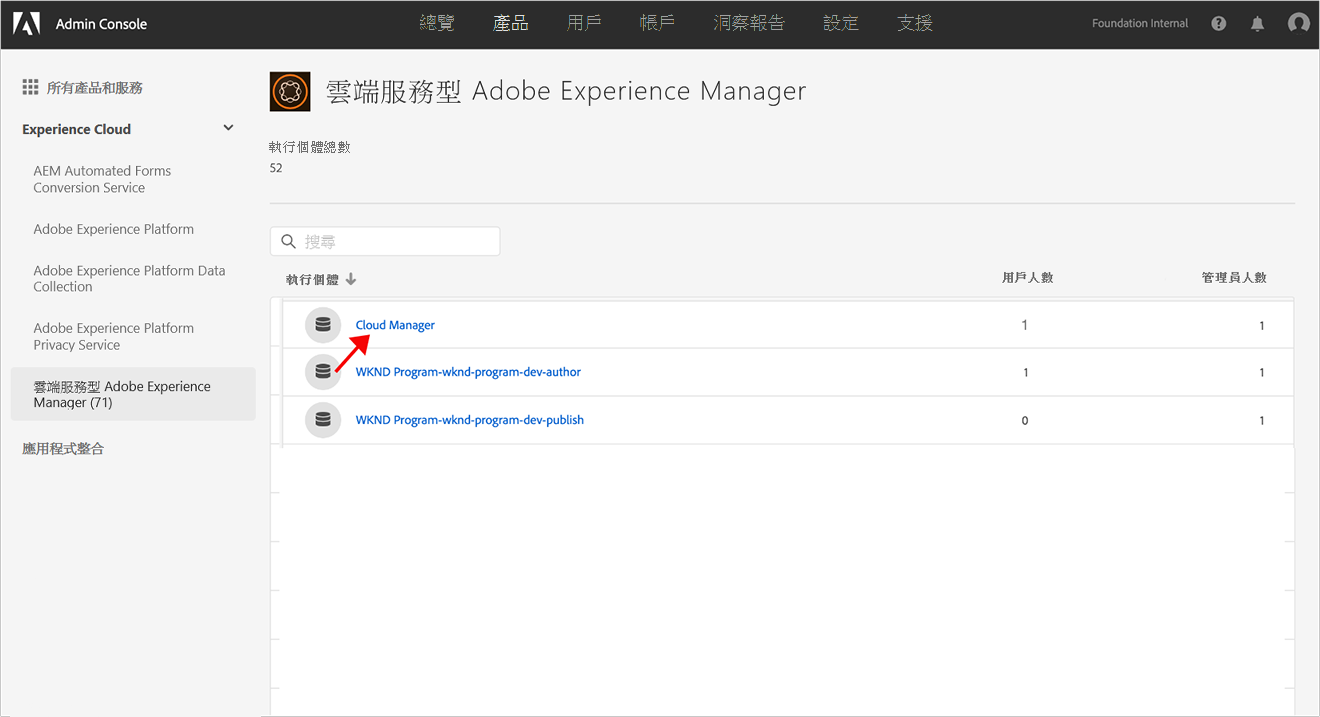 Admin Console
總覽 產品 用戶 帳戶 洞察報告 設定 支援
Foundation Internal
所有產品和服務
Experience Cloud
AEM Automated Forms
Conversion Service
Adobe Experience Platform
Adobe Experience Platform Data
Collection
Adobe Experience Platform
Privacy Service
雲端服務型 Adobe Experience
Manager (71)
應用程式整合
雲端服務型 Adobe Experience Manager
執行個體總數
52
搜尋
執行個體 用戶人數 管理員人數
Cloud Manager 1 1
WKND Program-wknd-program-dev-author 1 1
WKND Program-wknd-program-dev-publish 0 1